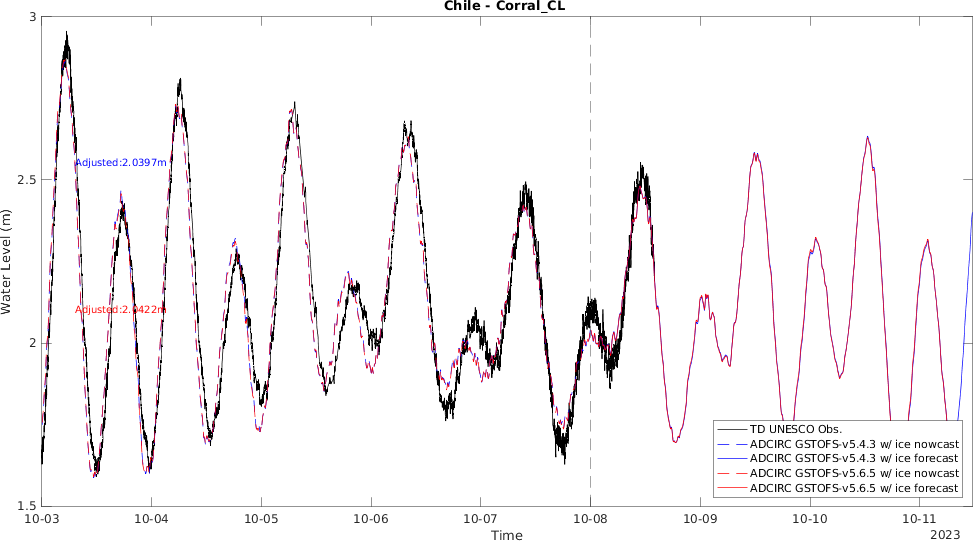 Chile - Corral_CL
3
2.5
2
1.5
Water Level (m)
Adjusted:2.0397m
Adjusted:2.0422m
TD UNESCO Obs.
ADCIRC GSTOFS-v5.4.3 w/ ice nowcast
ADCIRC GSTOFS-v5.4.3 w/ ice forecast
ADCIRC GSTOFS-v5.6.5 w/ ice nowcast
ADCIRC GSTOFS-v5.6.5 w/ ice forecast
10-03 10-04 10-05 10-06 10-07 10-08 10-09 10-10 10-11
Time
2023